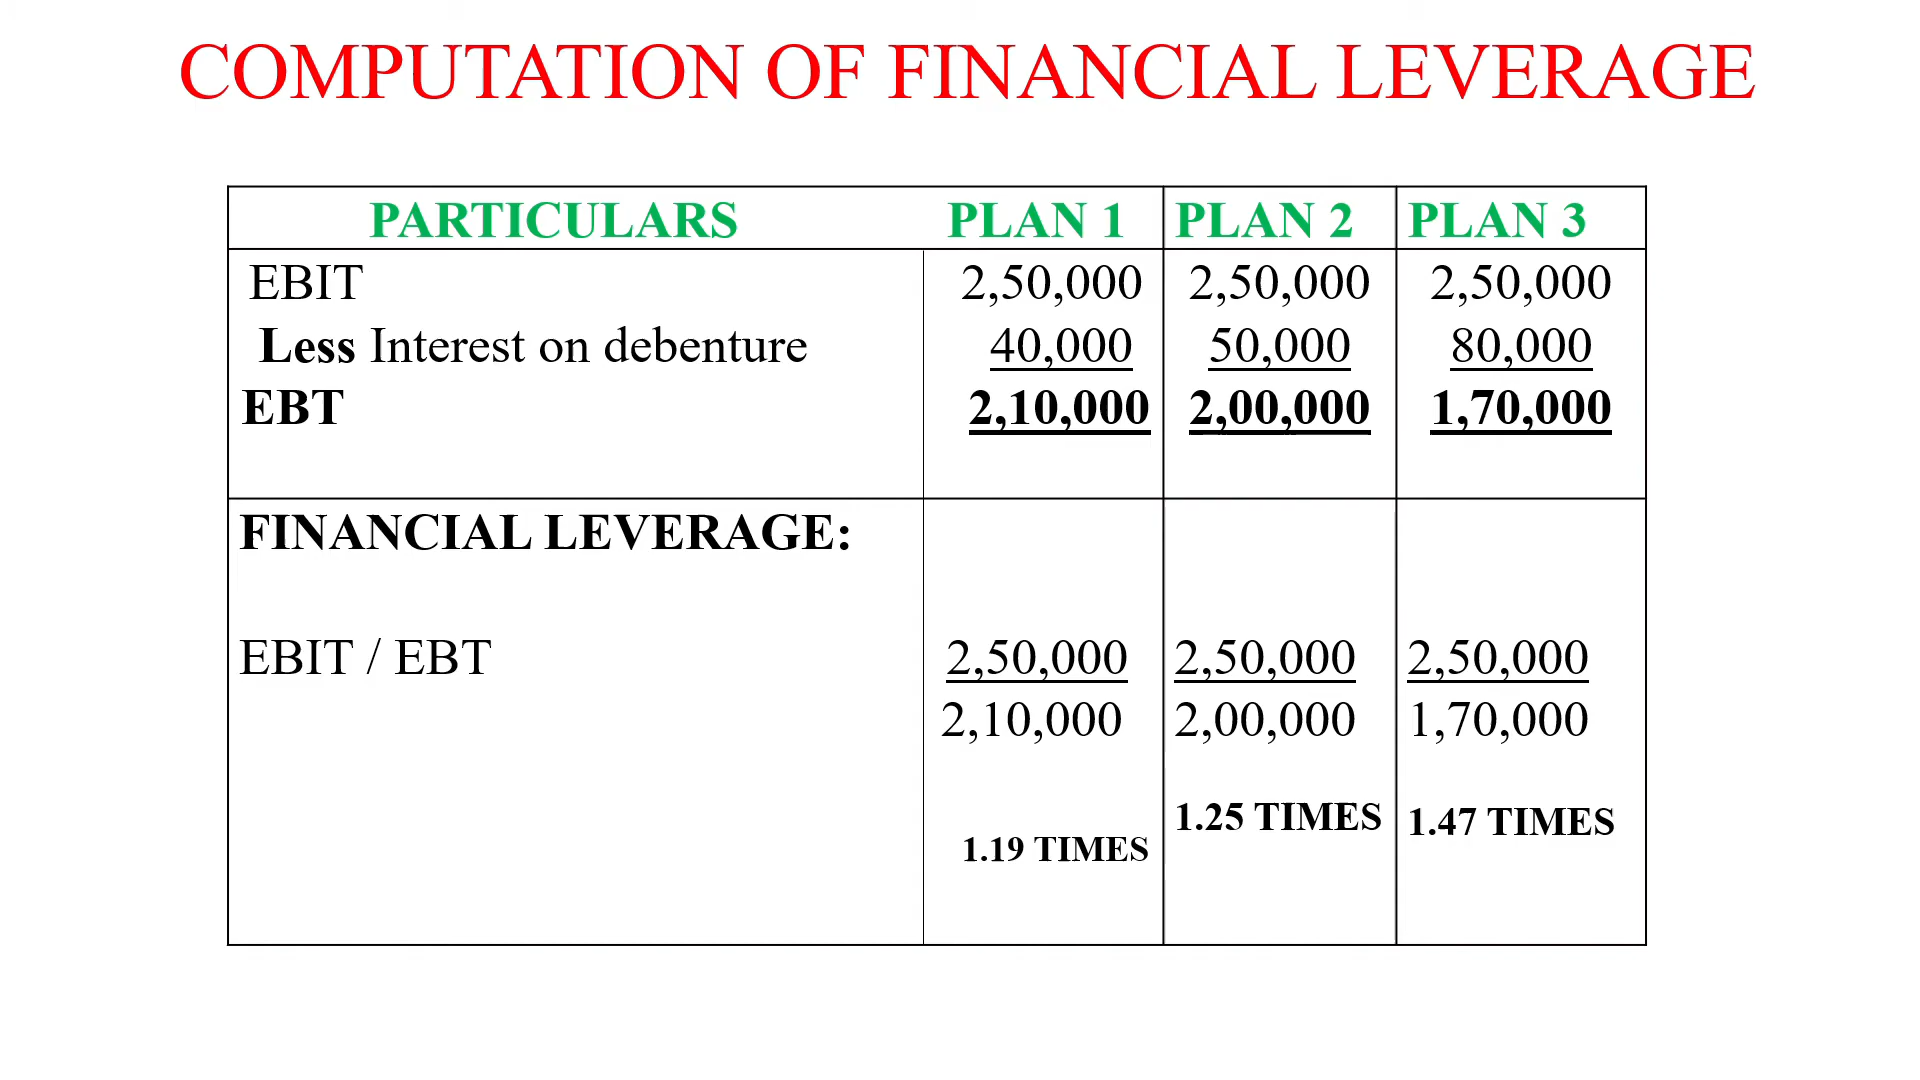 COMPUTATION OF FINANCIAL LEVERAGE
PARTICULARS PLAN 1 PLAN 2 PLAN 3
EBIT 2,50,000 2,50,000 2,50,000
Less Interest on debenture 40,000 50,000 80,000
EBT 2,10,000 2,00,000 1,70,000
FINANCIAL LEVERAGE:
EBIT / EBT 2,50,000 2,50,000 2,50,000
2,10,000 2,00,000 1,70,000
1.19 TIMES 1.25 TIMES 1.47 TIMES